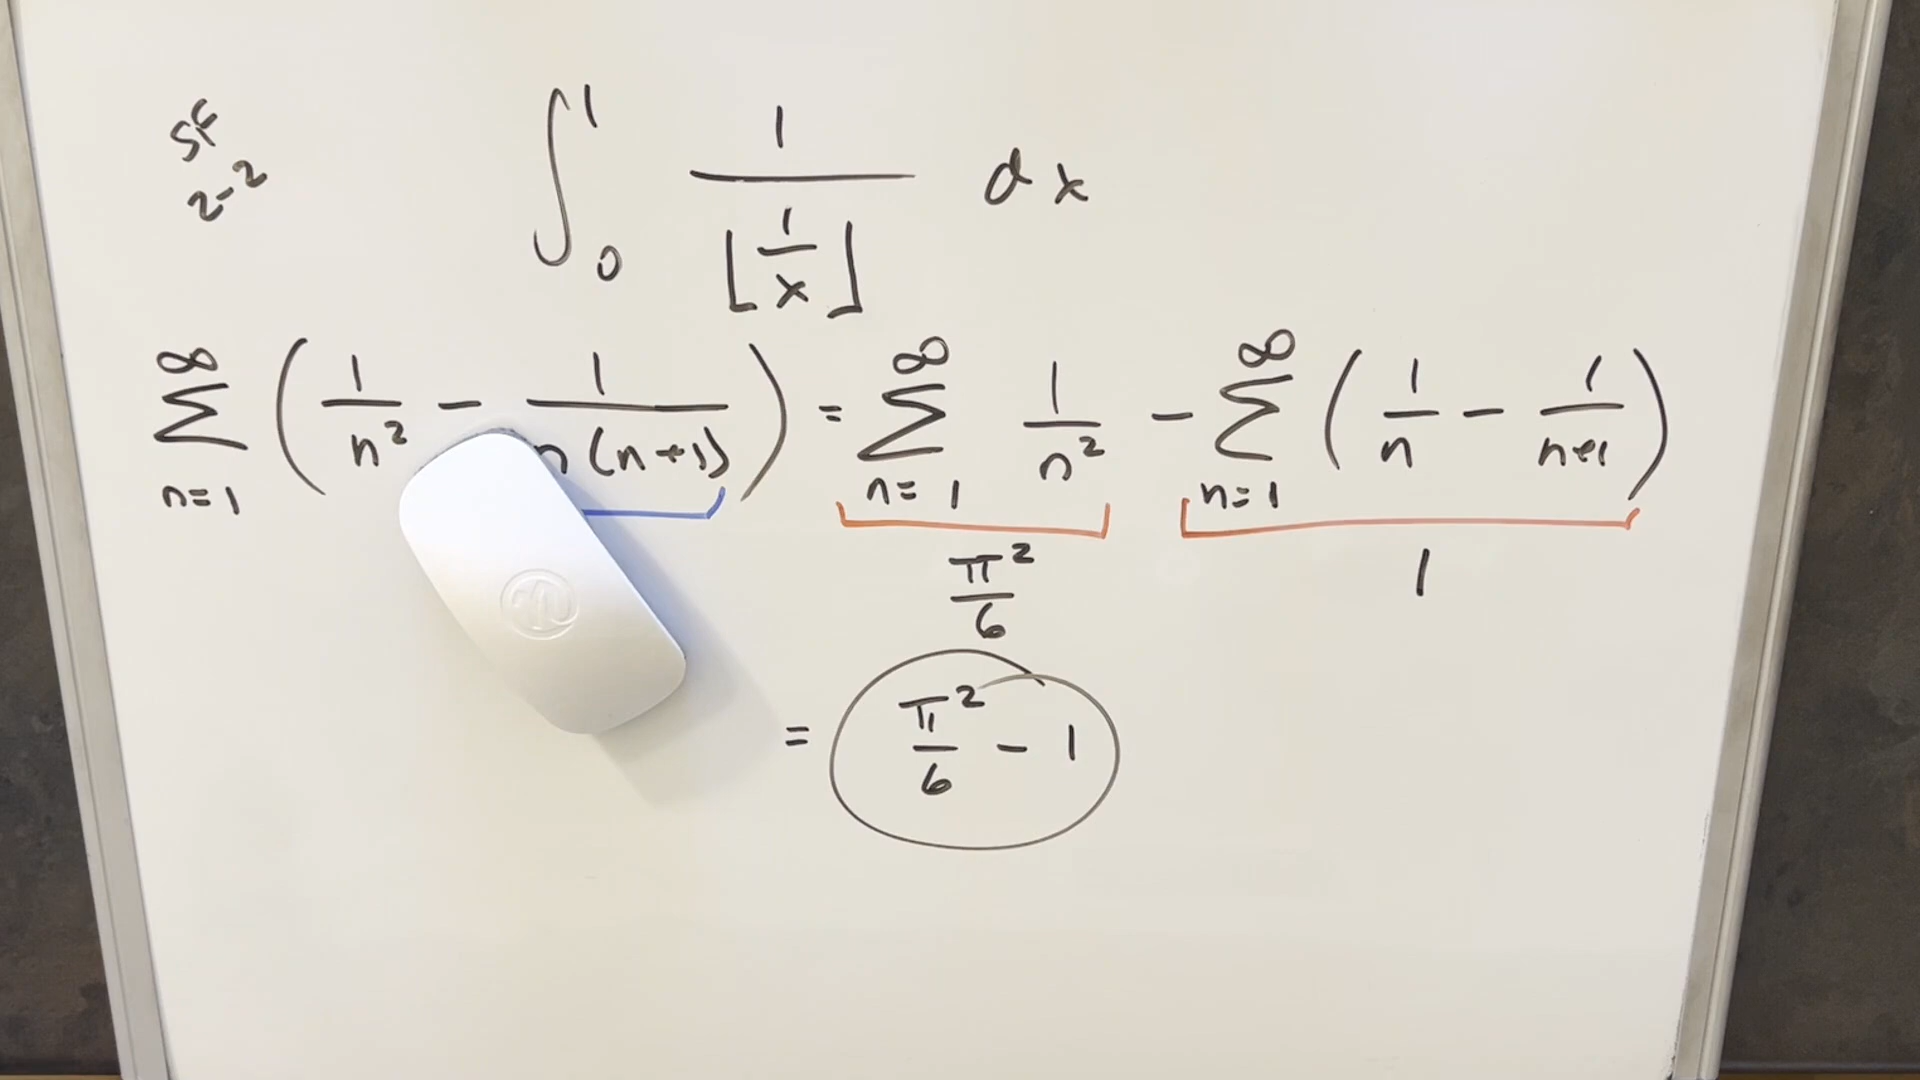 SF
2-2
∫₀¹ 1/⌊1/x⌋ dx
∑_{n=1}^{∞} (1/n² - 1/n(n+1)) = ∑_{n=1}^{∞} 1/n² - ∑_{n=1}^{∞} (1/n - 1/n+1)
π²/6 1
= π²/6 - 1